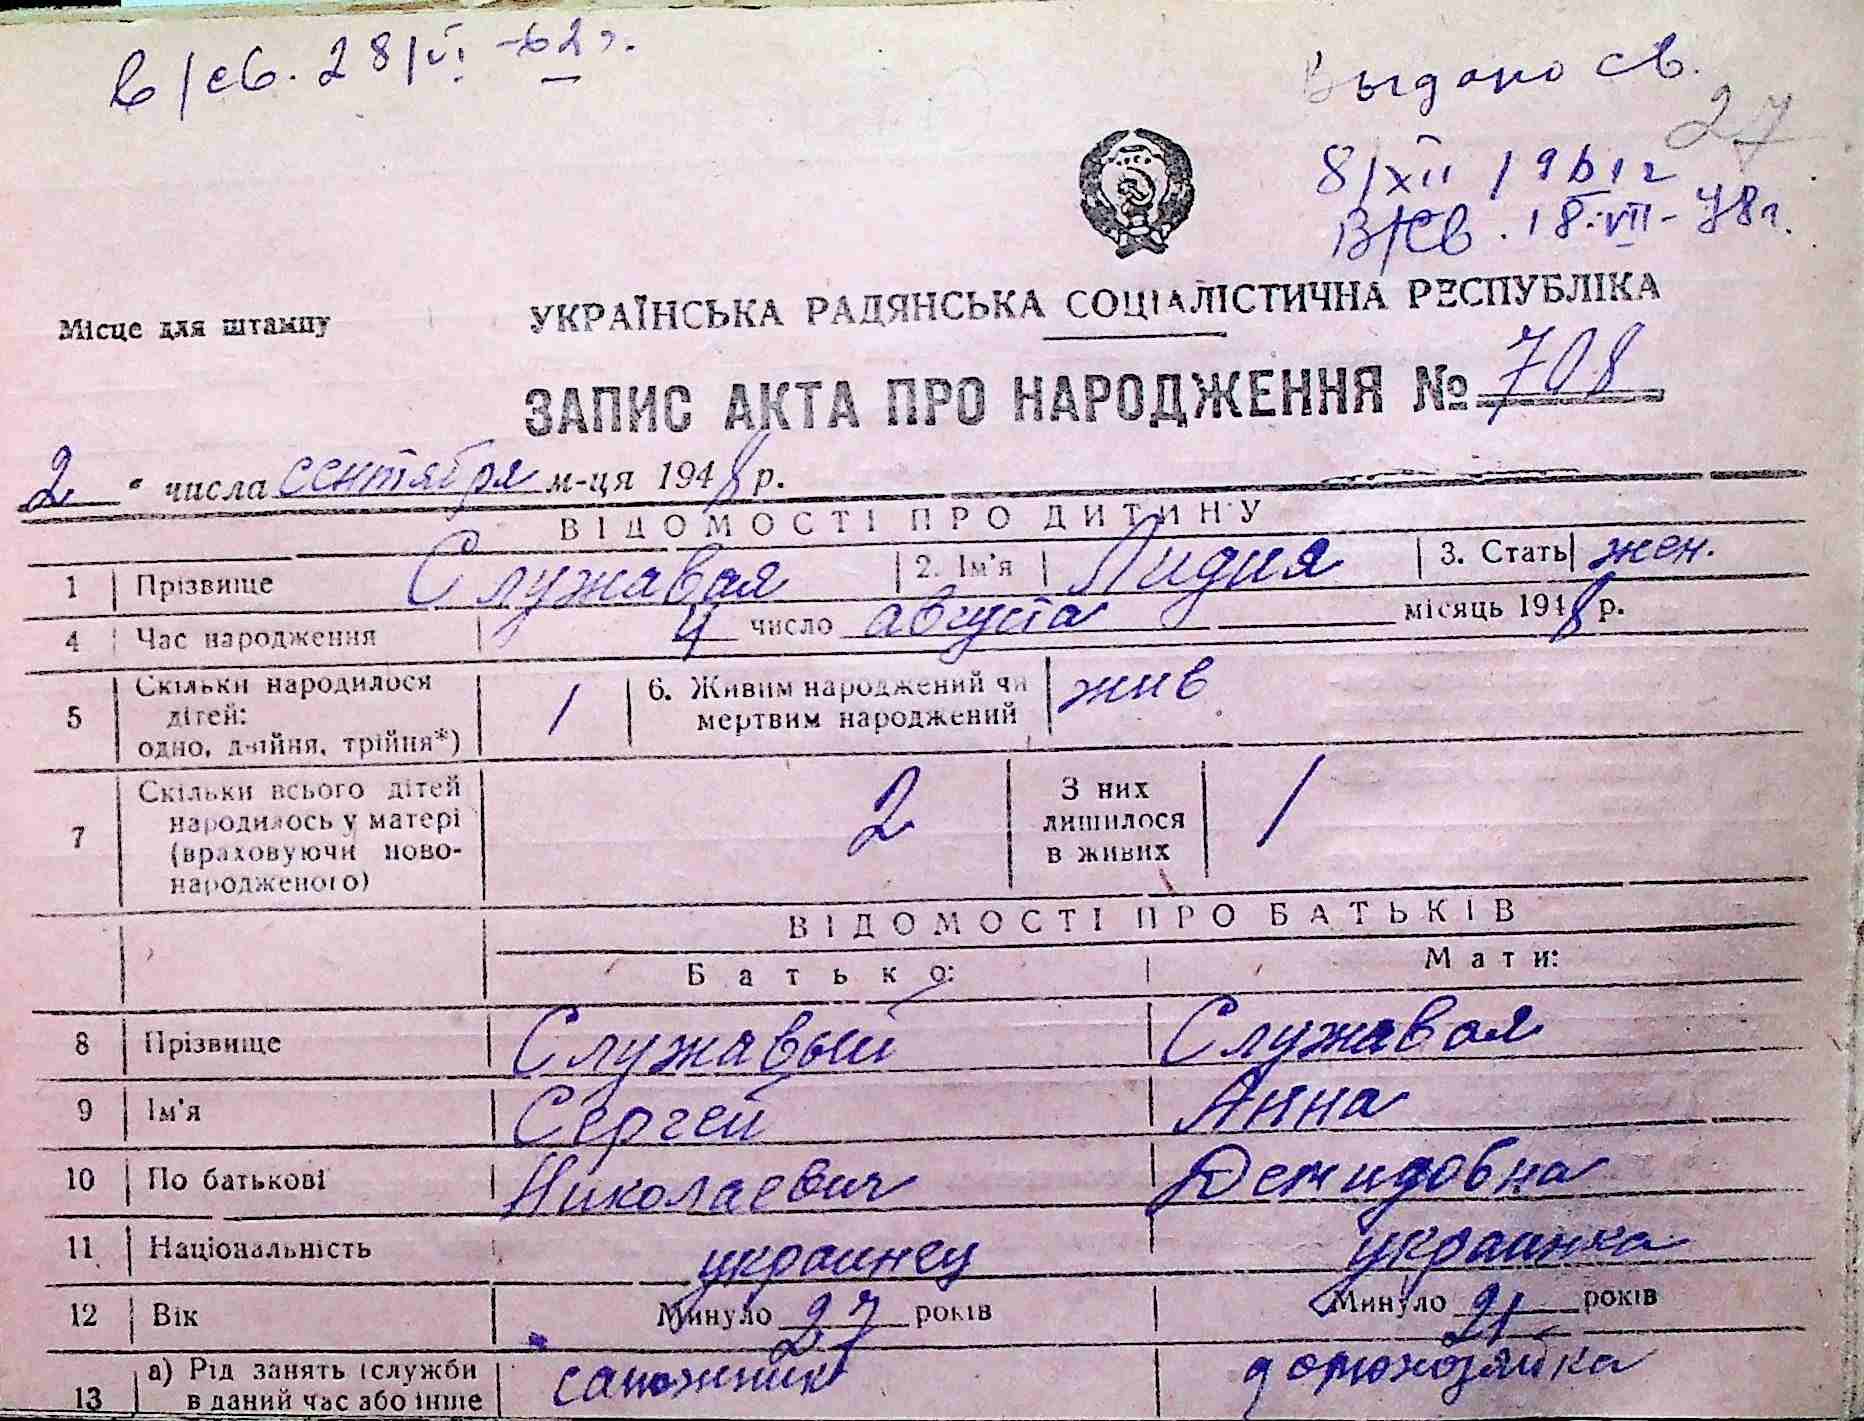 в/св. 28/VI -62 г.
Выдано св.
27
8/XII 1961г
В/св. 18.VII-78г.
Місце для штампу
УКРАЇНСЬКА РАДЯНСЬКА СОЦІАЛІСТИЧНА РЕСПУБЛІКА
ЗАПИС АКТА ПРО НАРОДЖЕННЯ № 708
2 " числа сентября м-ця 1948 р.
ВІДОМОСТІ ПРО ДИТИНУ
1 Прізвище Служавая 2. Ім'я Лидия 3. Стать жен.
4 Час народження 4 число августа місяць 1948 р.
5 Скільки народилося дітей: одно, двійня, трійня*) 1 6. Живим народжений чи мертвим народжений жив
7 Скільки всього дітей народилось у матері (враховуючи новонародженого) 2 З них лишилося в живих 1
ВІДОМОСТІ ПРО БАТЬКІВ
Батько: Мати:
8 Прізвище Служавый Служавая
9 Ім'я Сергей Анна
10 По батькові Николаевич Демидовна
11 Національність украинец украинка
12 Вік Минуло 27 років Минуло 21 років
13 а) Рід занять (служби в даний час або інше сапожник домохозяйка